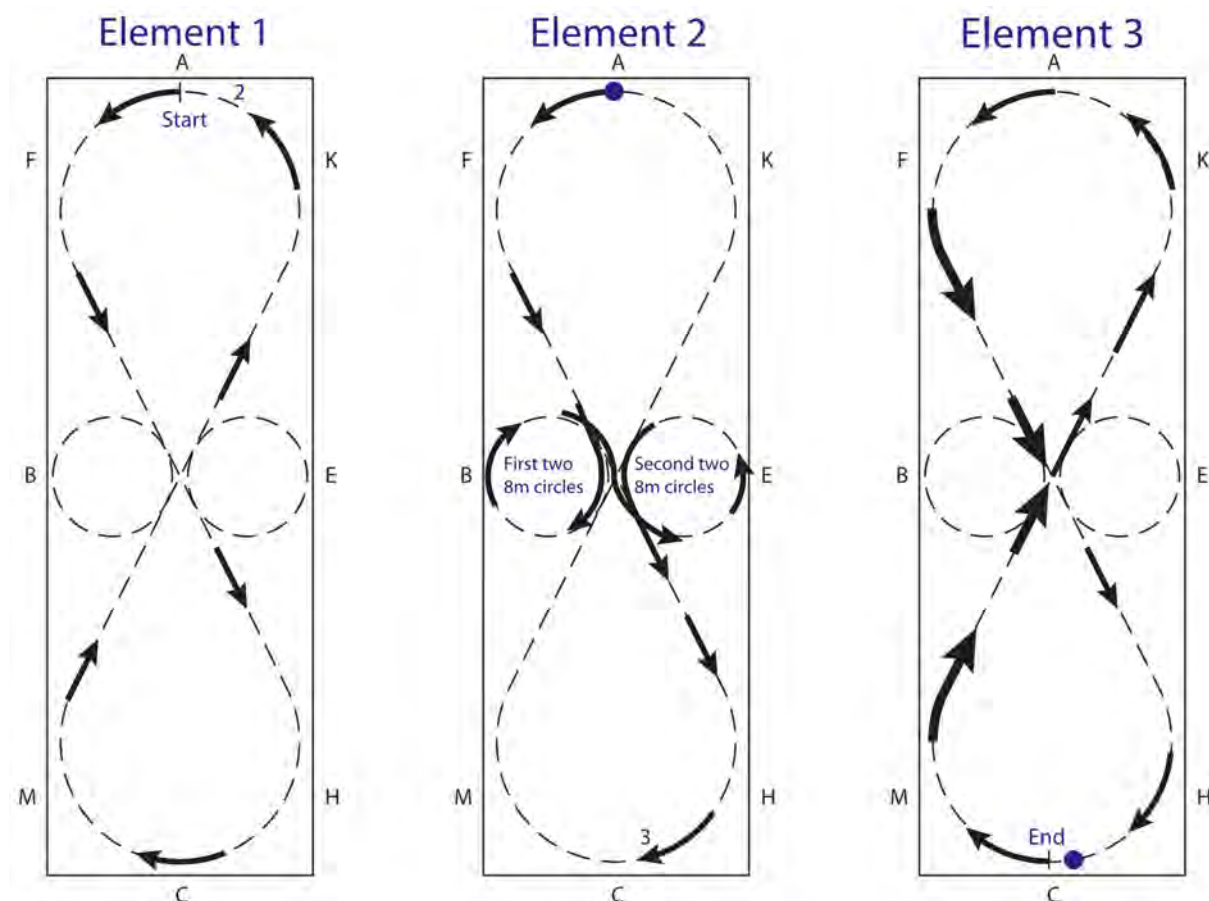 Element 1
A
2
Start
F
K
B
E
M
H
C
Element 2
A
F
K
B
First two
8m circles
Second two
8m circles
E
M
H
3
C
Element 3
A
F
K
B
E
M
H
End
C